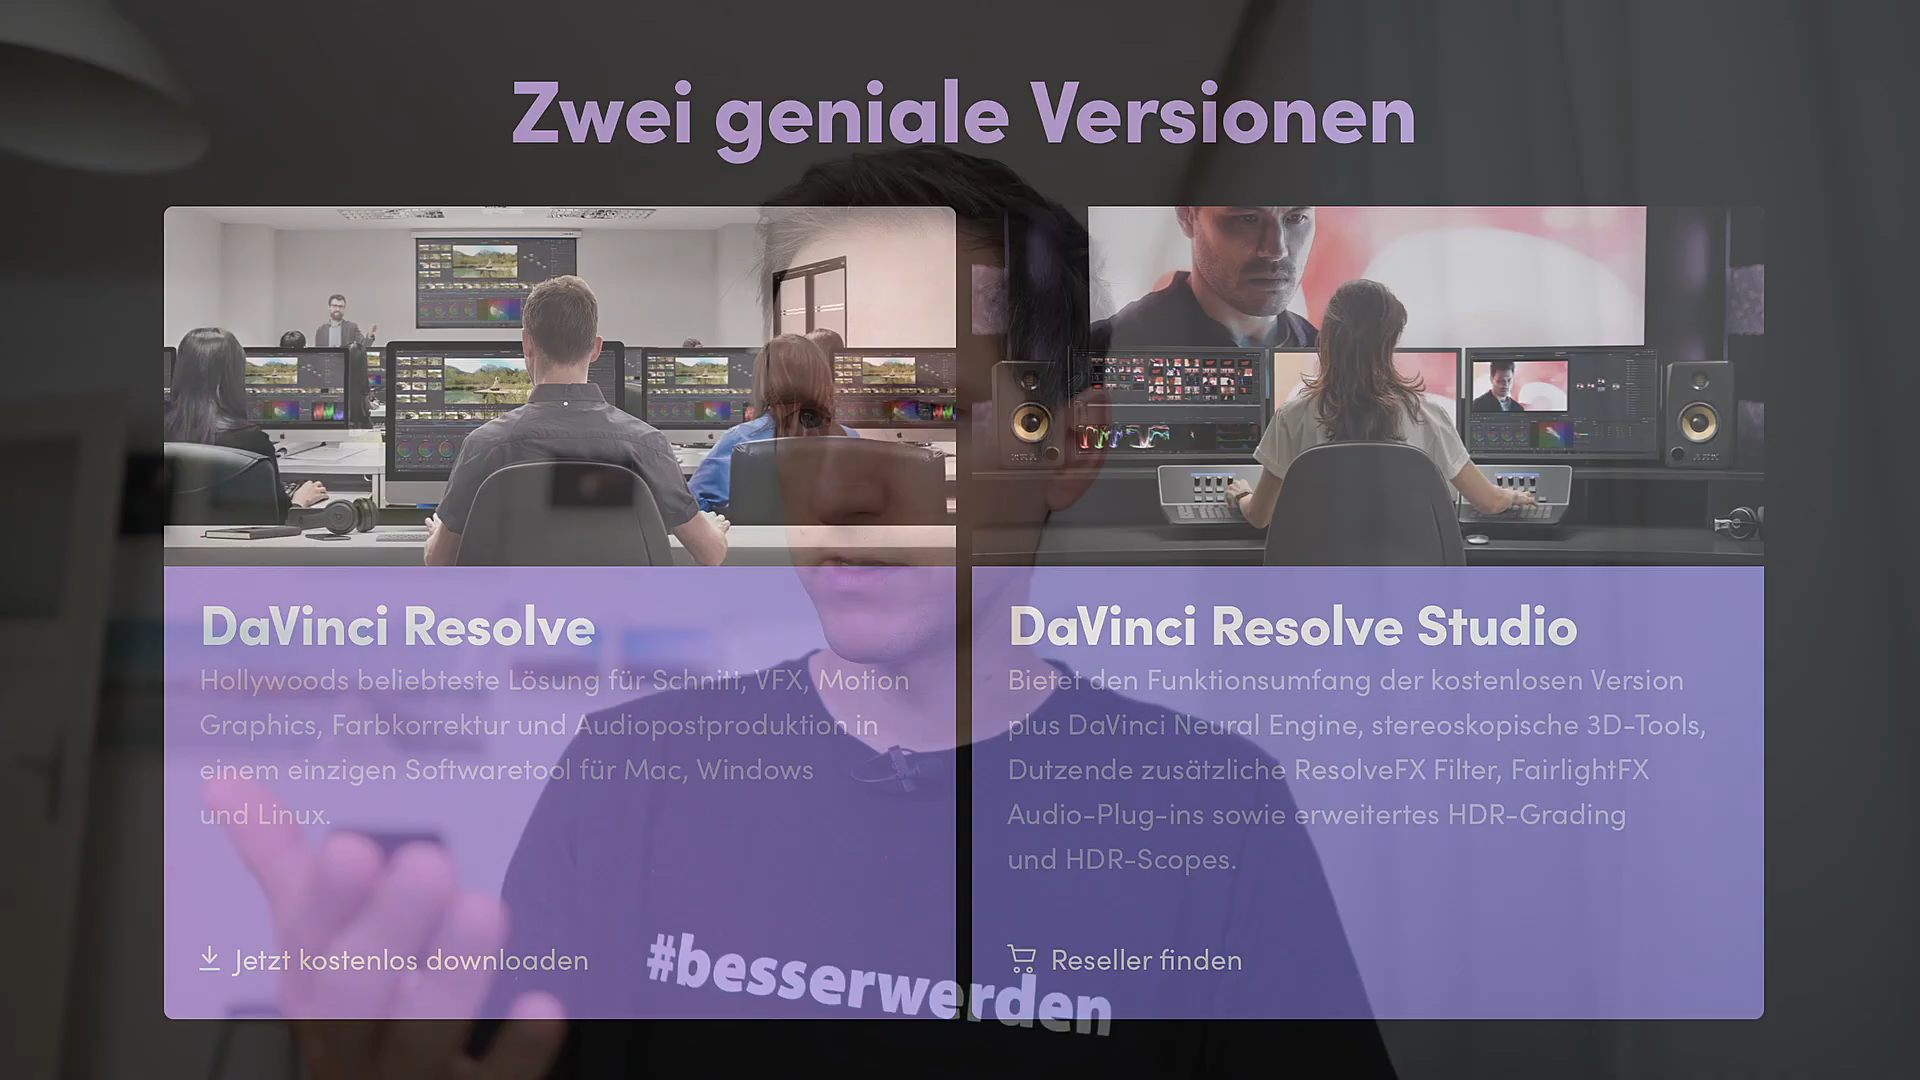 Zwei geniale Versionen
DaVinci Resolve
Hollywoods beliebteste Lösung für Schnitt, VFX, Motion
Graphics, Farbkorrektur und Audiopostproduktion in
einem einzigen Softwaretool für Mac, Windows
und Linux.
Jetzt kostenlos downloaden
DaVinci Resolve Studio
Bietet den Funktionsumfang der kostenlosen Version
plus DaVinci Neural Engine, stereoskopische 3D-Tools,
Dutzende zusätzliche ResolveFX Filter, FairlightFX
Audio-Plug-ins sowie erweitertes HDR-Grading
und HDR-Scopes.
Reseller finden
#besserwerden